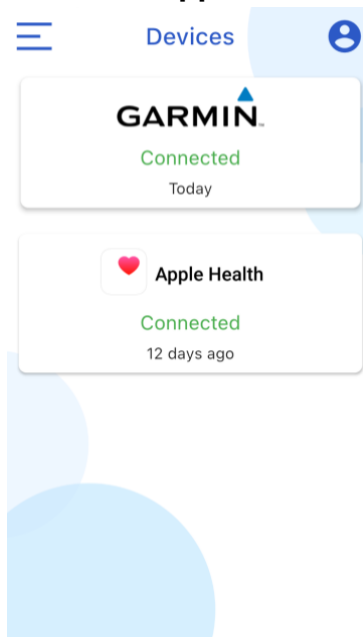 Devices
GARMIN
Connected
Today
Apple Health
Connected
12 days ago